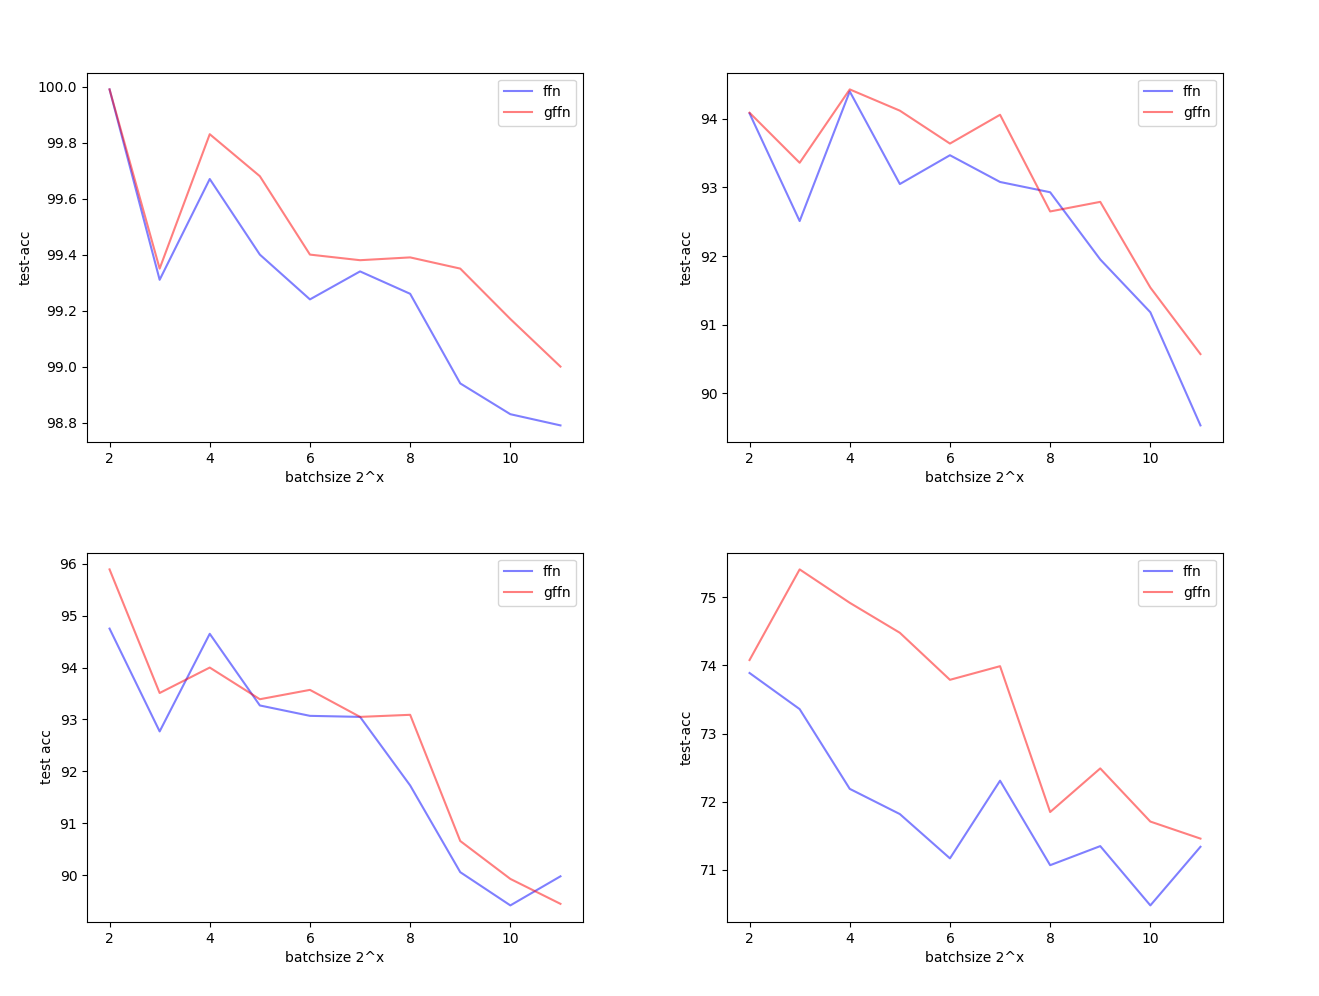 ffn
gffn
100.0
99.8
99.6
99.4
99.2
99.0
98.8
test-acc
2 4 6 8 10
batchsize 2^x
ffn
gffn
94
93
92
91
90
test-acc
2 4 6 8 10
batchsize 2^x
ffn
gffn
96
95
94
93
92
91
90
test acc
2 4 6 8 10
batchsize 2^x
ffn
gffn
75
74
73
72
71
test-acc
2 4 6 8 10
batchsize 2^x